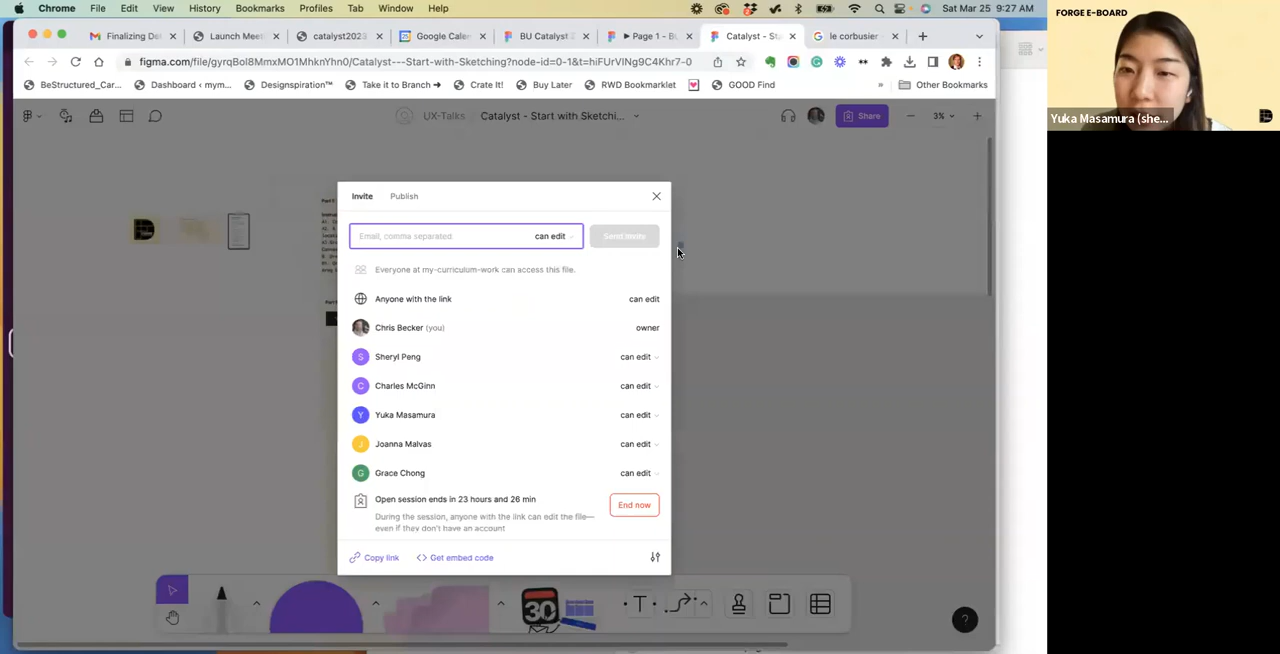 Chrome File Edit View History Bookmarks Profiles Tab Window Help
Sat Mar 25 9:27 AM
Finalizing Del
Launch Meet
catalyst2023
Google Calen
BU Catalyst 2
Page 1 - BU
Catalyst - Sta
le corbusier
figma.com/file/gyrqBoI8MmxMO1MhknYhn0/Catalyst---Start-with-Sketching?node-id=0-1&t=hiFUrVINg9C4Khr7-0
BeStructured_Car...
Dashboard ‹ mym...
Designspiration™
Take it to Branch ➔
Crate It!
Buy Later
RWD Bookmarklet
GOOD Find
»
Other Bookmarks
UX-Talks
Catalyst - Start with Sketchi...
Share
3%
Invite
Publish
Email, comma separated
can edit
Send invite
Everyone at my-curriculum-work can access this file.
Anyone with the link
can edit
Chris Becker (you)
owner
S
Sheryl Peng
can edit
C
Charles McGinn
can edit
Y
Yuka Masamura
can edit
J
Joanna Malvas
can edit
G
Grace Chong
can edit
Open session ends in 23 hours and 26 min
End now
During the session, anyone with the link can edit the file—
even if they don't have an account
Copy link
Get embed code
30
T
?
FORGE E-BOARD
Yuka Masamura (she...